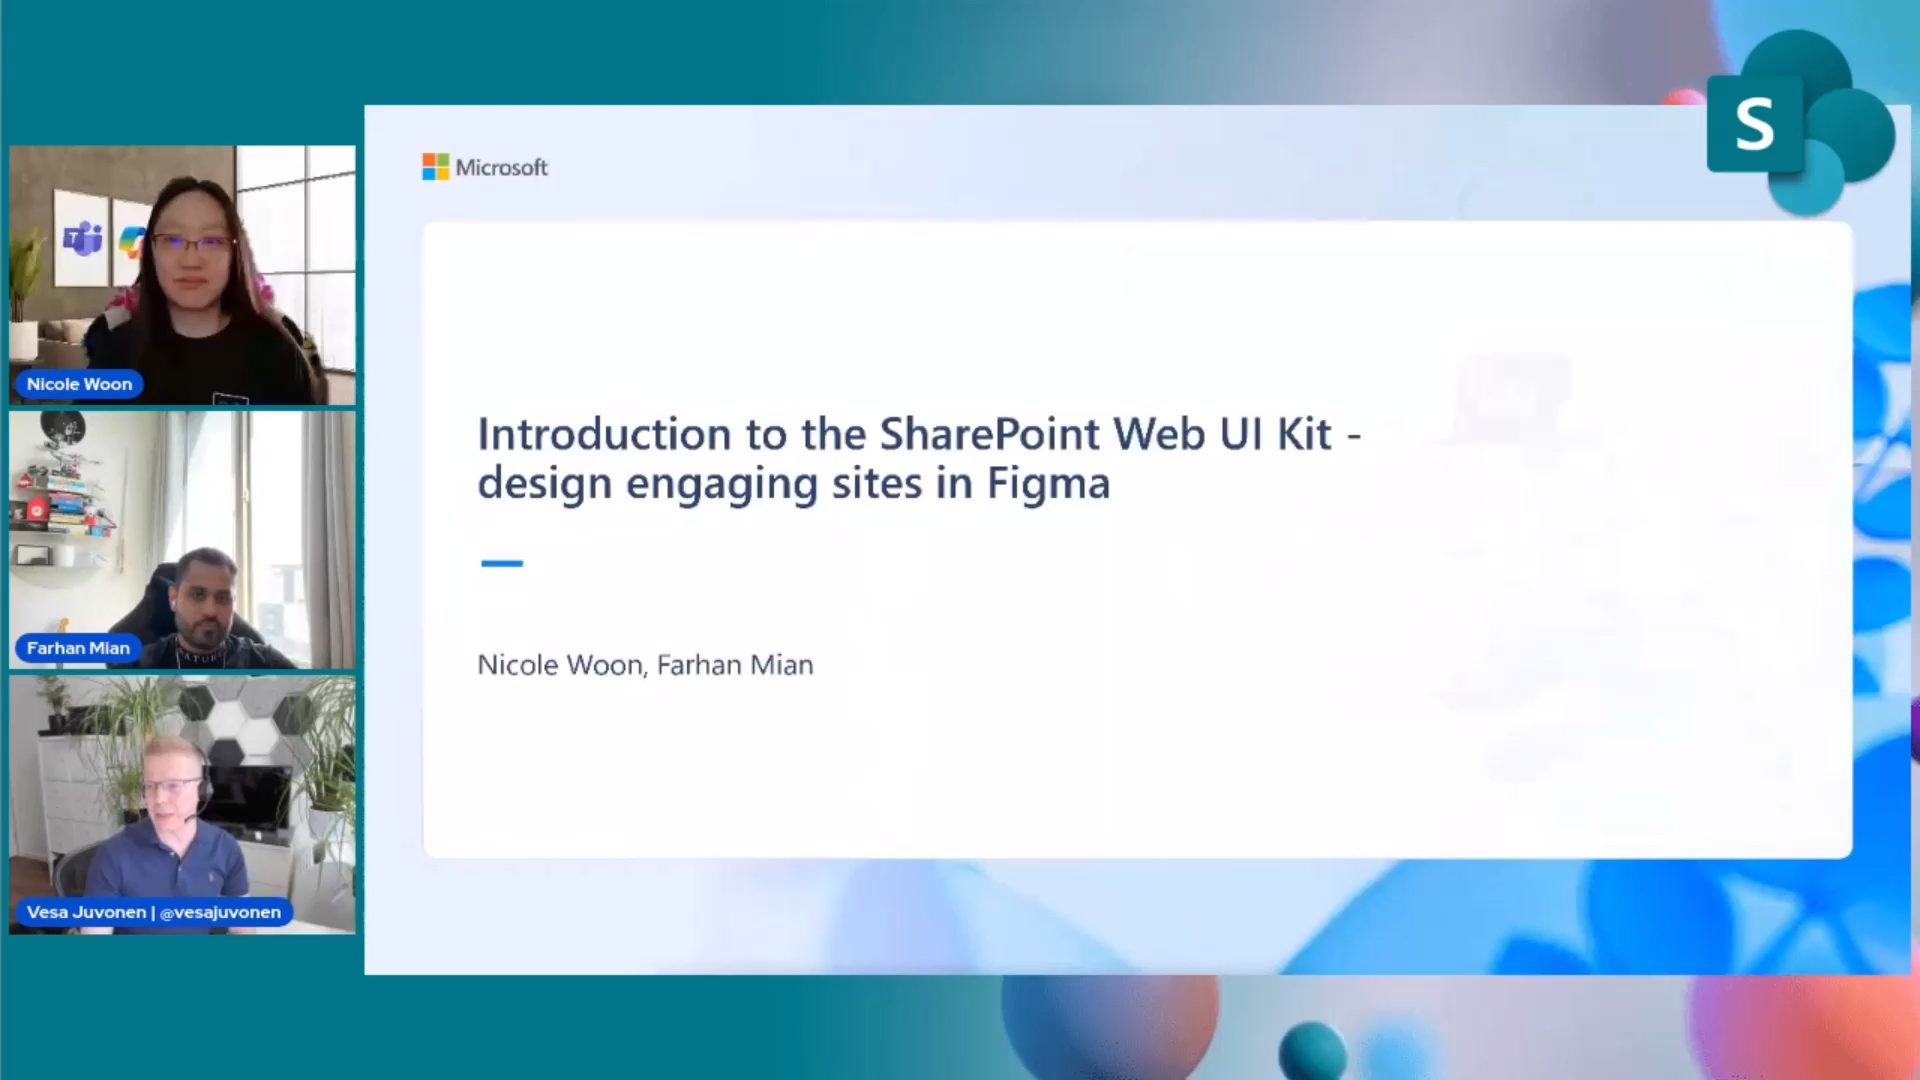 S
Microsoft
Introduction to the SharePoint Web UI Kit -
design engaging sites in Figma
Nicole Woon, Farhan Mian
Nicole Woon
Farhan Mian
Vesa Juvonen | @vesajuvonen